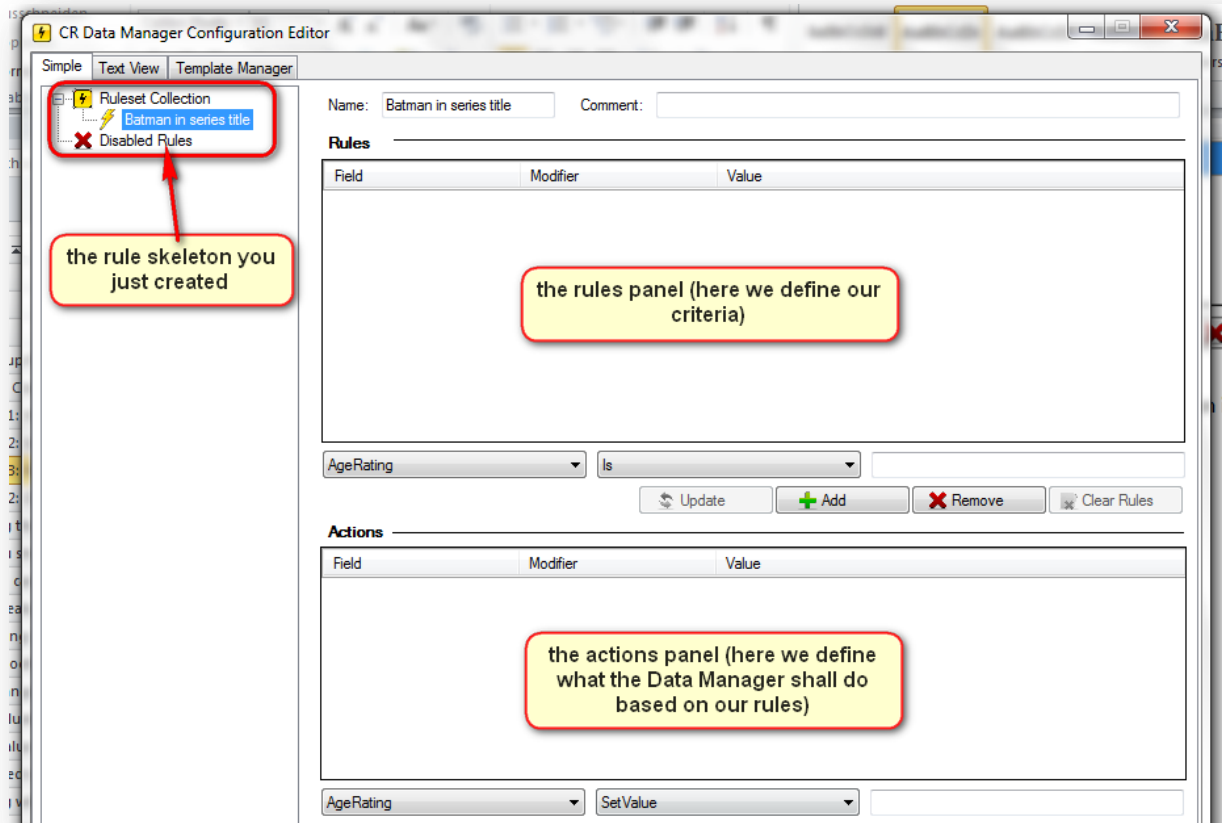 usschneiden
CR Data Manager Configuration Editor
Simple
Text View
Template Manager
Ruleset Collection
Batman in series title
Disabled Rules
Name:
Batman in series title
Comment:
Rules
Field
Modifier
Value
the rule skeleton you
just created
the rules panel (here we define our
criteria)
AgeRating
Is
Update
Add
Remove
Clear Rules
Actions
Field
Modifier
Value
the actions panel (here we define
what the Data Manager shall do
based on our rules)
AgeRating
SetValue